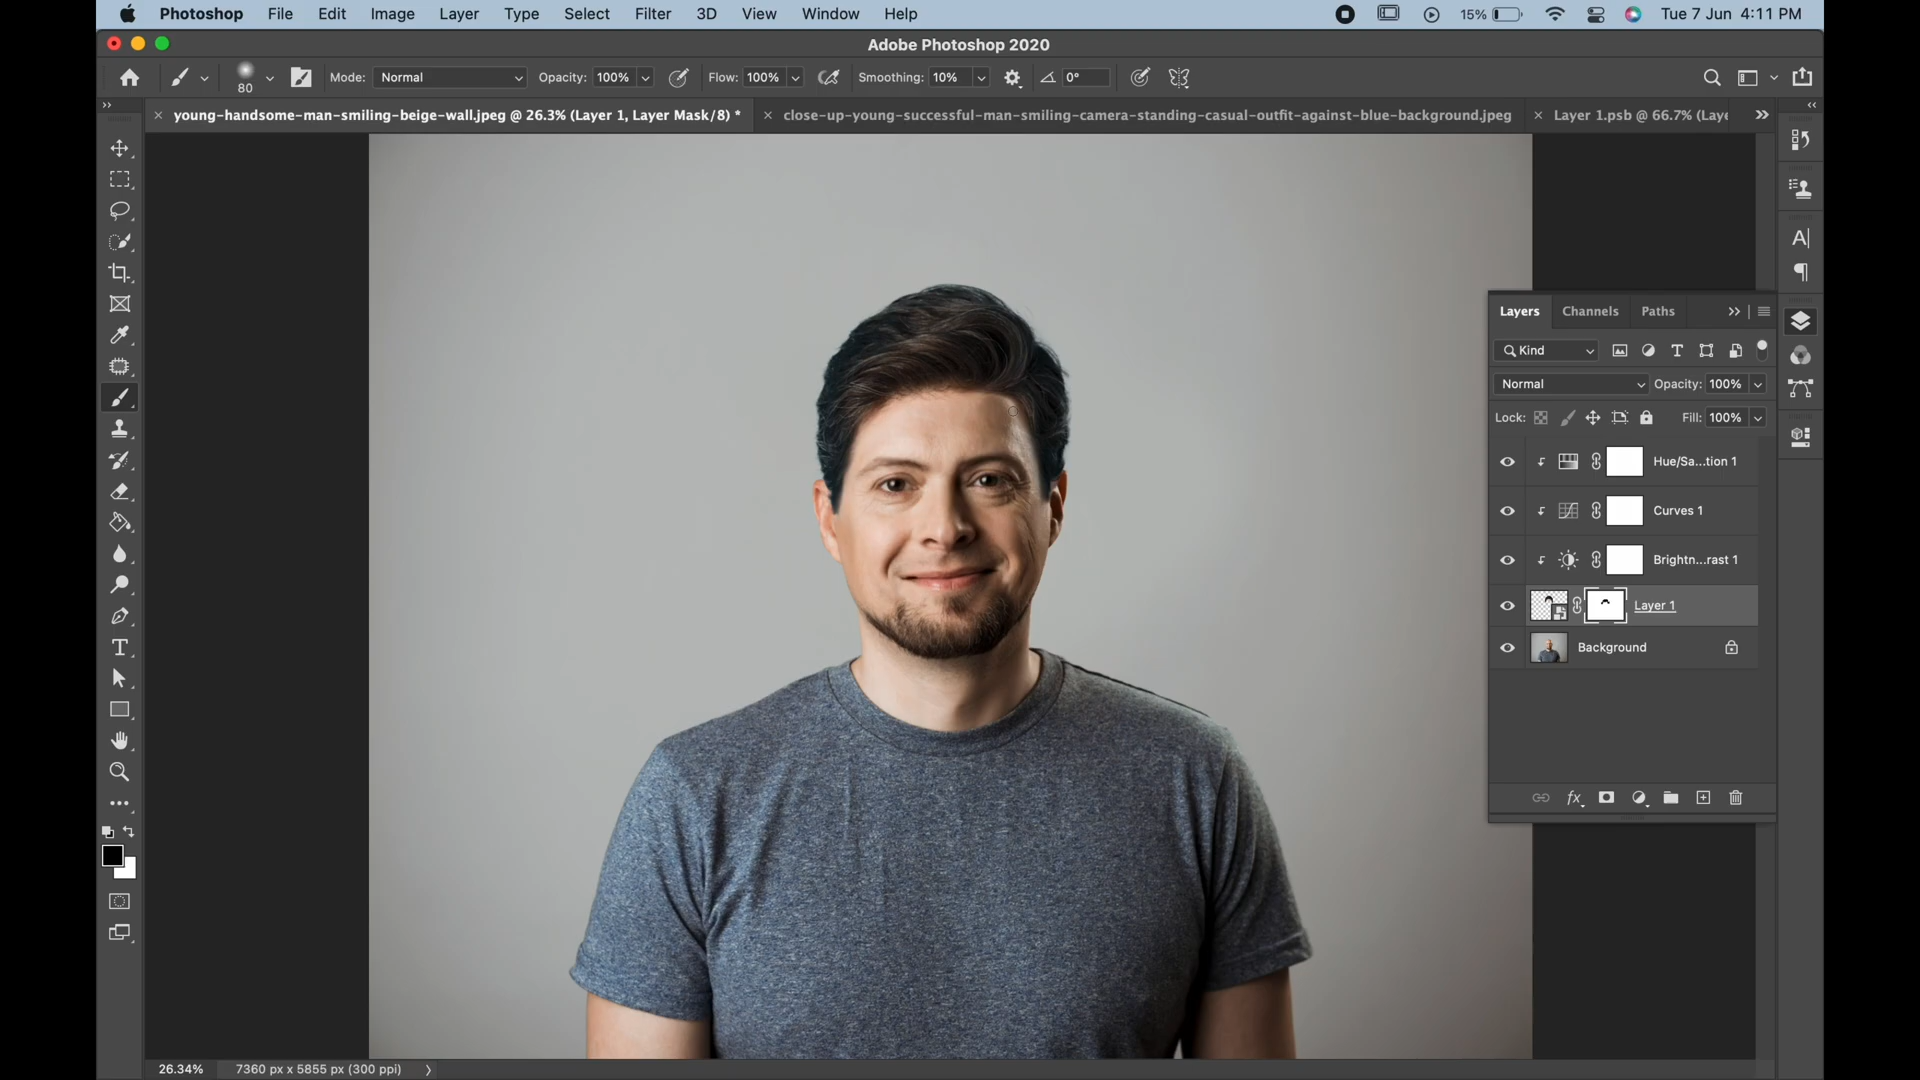 Photoshop File Edit Image Layer Type Select Filter 3D View Window Help 15% Tue 7 Jun 4:11 PM
Adobe Photoshop 2020
80 Mode: Normal Opacity: 100% Flow: 100% Smoothing: 10% 0°
young-handsome-man-smiling-beige-wall.jpeg @ 26.3% (Layer 1, Layer Mask/8) * close-up-young-successful-man-smiling-camera-standing-casual-outfit-against-blue-background.jpeg Layer 1.psb @ 66.7% (Laye
Layers Channels Paths
Kind
Normal Opacity: 100%
Lock: Fill: 100%
Hue/Sa...tion 1
Curves 1
Brightn...rast 1
Layer 1
Background
26.34% 7360 px x 5855 px (300 ppi)